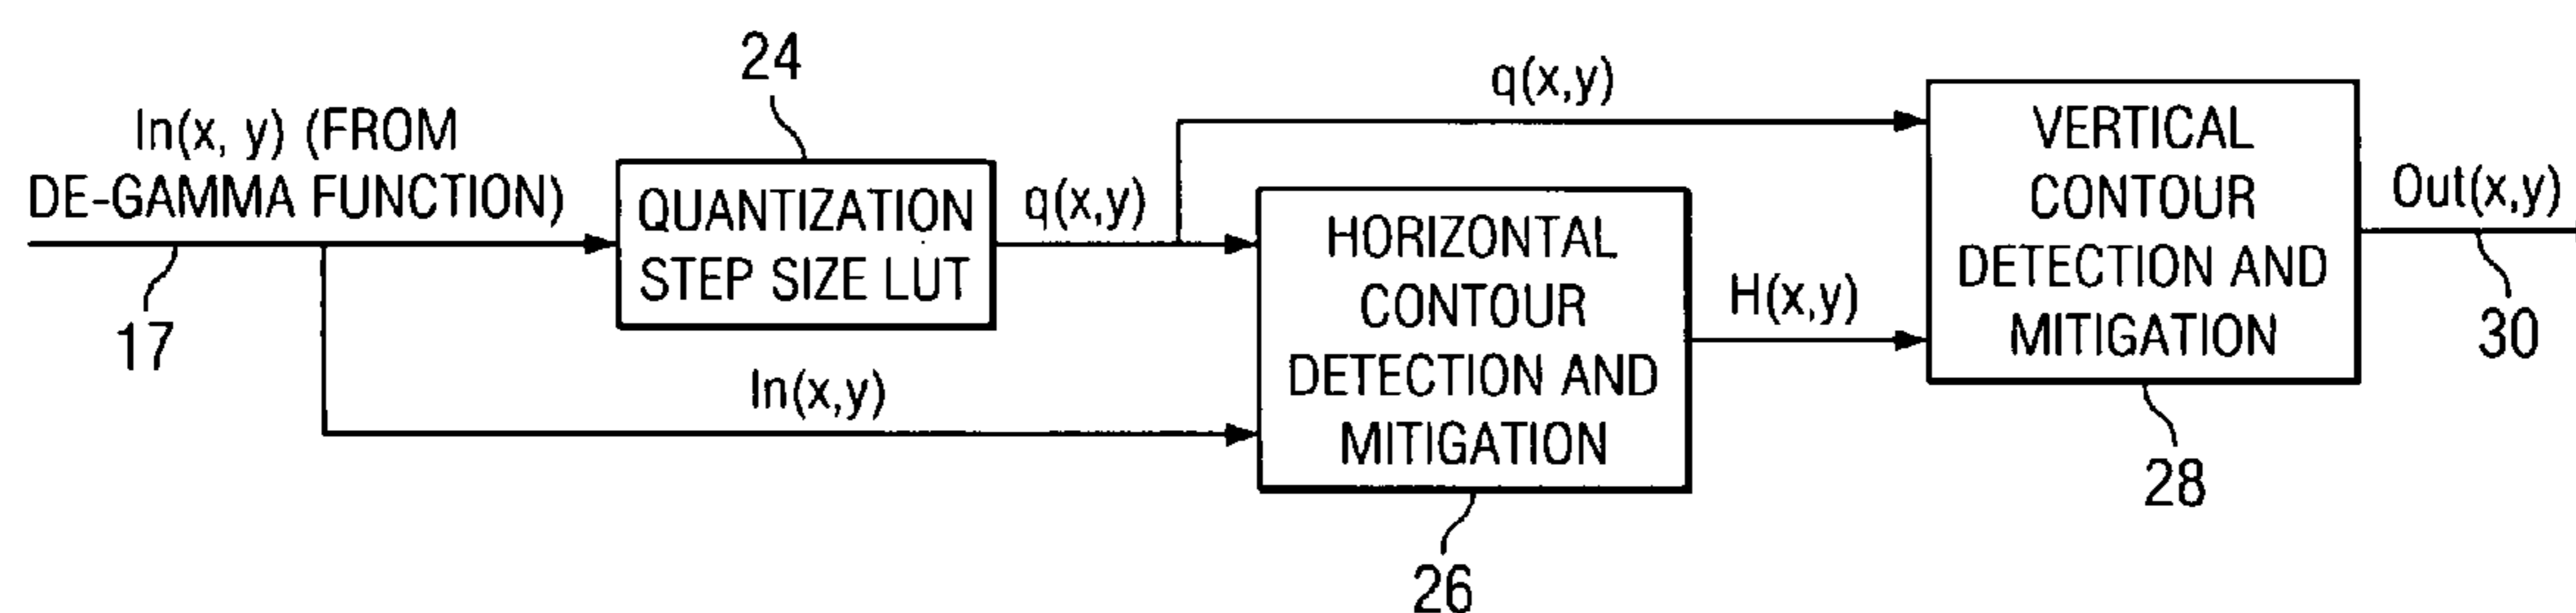 24
In(x, y) (FROM
DE-GAMMA FUNCTION)
17
QUANTIZATION
STEP SIZE LUT
q(x,y)
q(x,y)
In(x,y)
HORIZONTAL
CONTOUR
DETECTION AND
MITIGATION
26
H(x,y)
VERTICAL
CONTOUR
DETECTION AND
MITIGATION
28
Out(x,y)
30